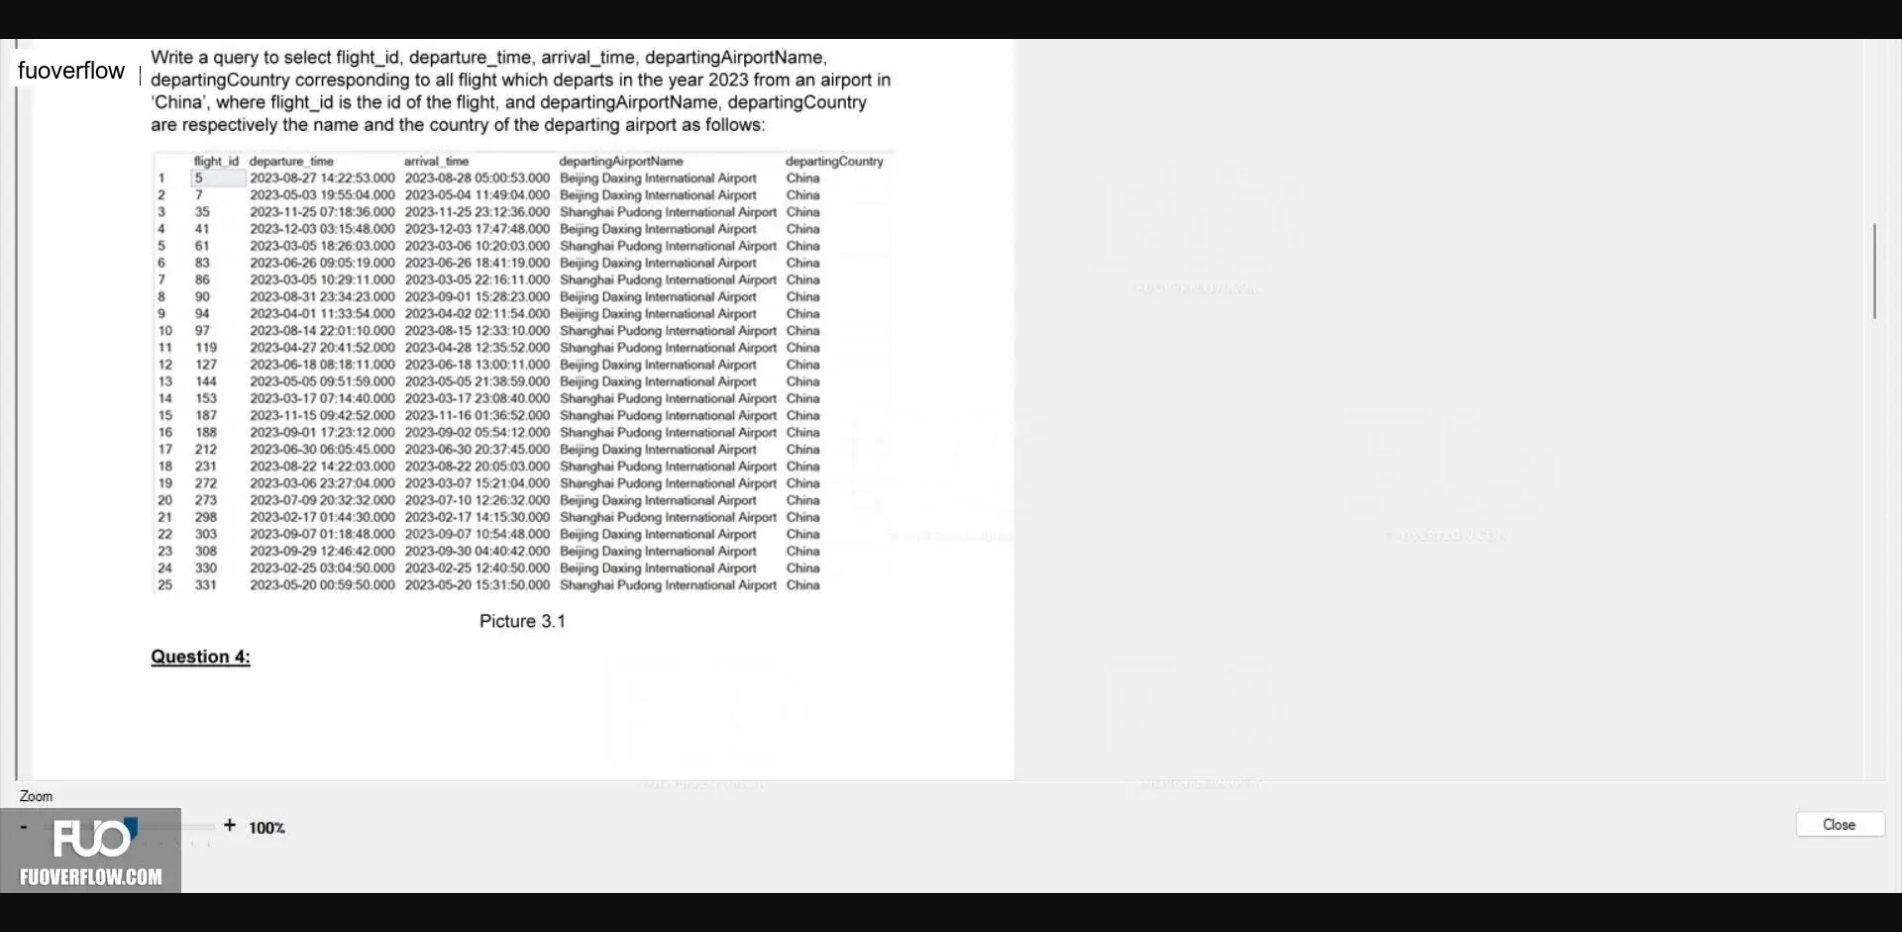 fuoverflow
Write a query to select flight_id, departure_time, arrival_time, departingAirportName,
departingCountry corresponding to all flight which departs in the year 2023 from an airport in
‘China’, where flight_id is the id of the flight, and departingAirportName, departingCountry
are respectively the name and the country of the departing airport as follows:
flight_id departure_time arrival_time departingAirportName departingCountry
1 5 2023-08-27 14:22:53.000 2023-08-28 05:00:53.000 Beijing Daxing International Airport China
2 7 2023-05-03 19:55:04.000 2023-05-04 11:49:04.000 Beijing Daxing International Airport China
3 35 2023-11-25 07:18:36.000 2023-11-25 23:12:36.000 Shanghai Pudong International Airport China
4 41 2023-12-03 03:15:48.000 2023-12-03 17:47:48.000 Beijing Daxing International Airport China
5 61 2023-03-05 18:26:03.000 2023-03-06 10:20:03.000 Shanghai Pudong International Airport China
6 83 2023-06-26 09:05:19.000 2023-06-26 18:41:19.000 Beijing Daxing International Airport China
7 86 2023-03-05 10:29:11.000 2023-03-05 22:16:11.000 Shanghai Pudong International Airport China
8 90 2023-08-31 23:34:23.000 2023-09-01 15:28:23.000 Beijing Daxing International Airport China
9 94 2023-04-01 11:33:54.000 2023-04-02 02:11:54.000 Beijing Daxing International Airport China
10 97 2023-08-14 22:01:10.000 2023-08-15 12:33:10.000 Shanghai Pudong International Airport China
11 119 2023-04-27 20:41:52.000 2023-04-28 12:35:52.000 Shanghai Pudong International Airport China
12 127 2023-06-18 08:18:11.000 2023-06-18 13:00:11.000 Beijing Daxing International Airport China
13 144 2023-05-05 09:51:59.000 2023-05-05 21:38:59.000 Beijing Daxing International Airport China
14 153 2023-03-17 07:14:40.000 2023-03-17 23:08:40.000 Shanghai Pudong International Airport China
15 187 2023-11-15 09:42:52.000 2023-11-16 01:36:52.000 Shanghai Pudong International Airport China
16 188 2023-09-01 17:23:12.000 2023-09-02 05:54:12.000 Shanghai Pudong International Airport China
17 212 2023-06-30 06:05:45.000 2023-06-30 20:37:45.000 Beijing Daxing International Airport China
18 231 2023-08-22 14:22:03.000 2023-08-22 20:05:03.000 Shanghai Pudong International Airport China
19 272 2023-03-06 23:27:04.000 2023-03-07 15:21:04.000 Shanghai Pudong International Airport China
20 273 2023-07-09 20:32:32.000 2023-07-10 12:26:32.000 Beijing Daxing International Airport China
21 298 2023-02-17 01:44:30.000 2023-02-17 14:15:30.000 Shanghai Pudong International Airport China
22 303 2023-09-07 01:18:48.000 2023-09-07 10:54:48.000 Beijing Daxing International Airport China
23 308 2023-09-29 12:46:42.000 2023-09-30 04:40:42.000 Beijing Daxing International Airport China
24 330 2023-02-25 03:04:50.000 2023-02-25 12:40:50.000 Beijing Daxing International Airport China
25 331 2023-05-20 00:59:50.000 2023-05-20 15:31:50.000 Shanghai Pudong International Airport China
Picture 3.1
Question 4:
Zoom
- + 100%
Close
FUO
FUOVERFLOW.COM